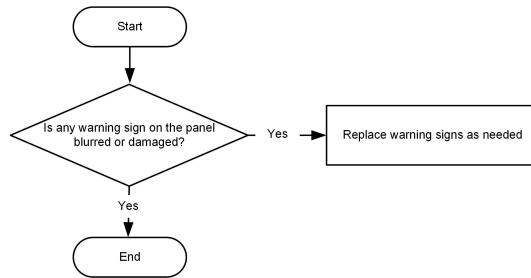 Start
Is any warning sign on the panel
blurred or damaged?
Yes
Replace warning signs as needed
Yes
End